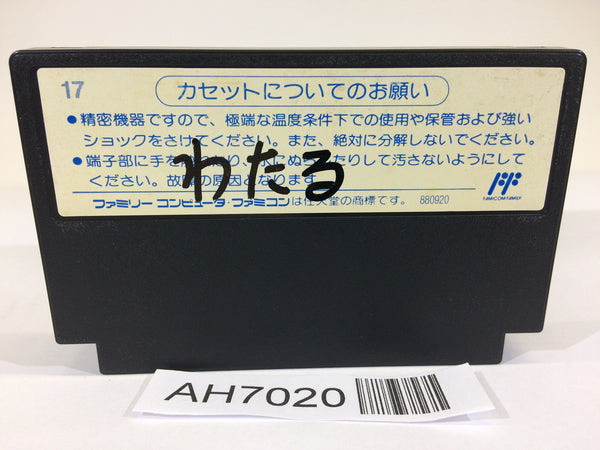 17
カセットについてのお願い
●精密機器ですので、極端な温度条件下での使用や保管および強い
ショックをさけてください。また、絶対に分解しないでください。
●端子部に手を り、 にぬ たりして汚さないようにして
ください。故 の原因となります
わたる
ファミリーコンピュータ・ファミコンは任天堂の商標です。 880920
FAMICOM FAMILY
AH7020